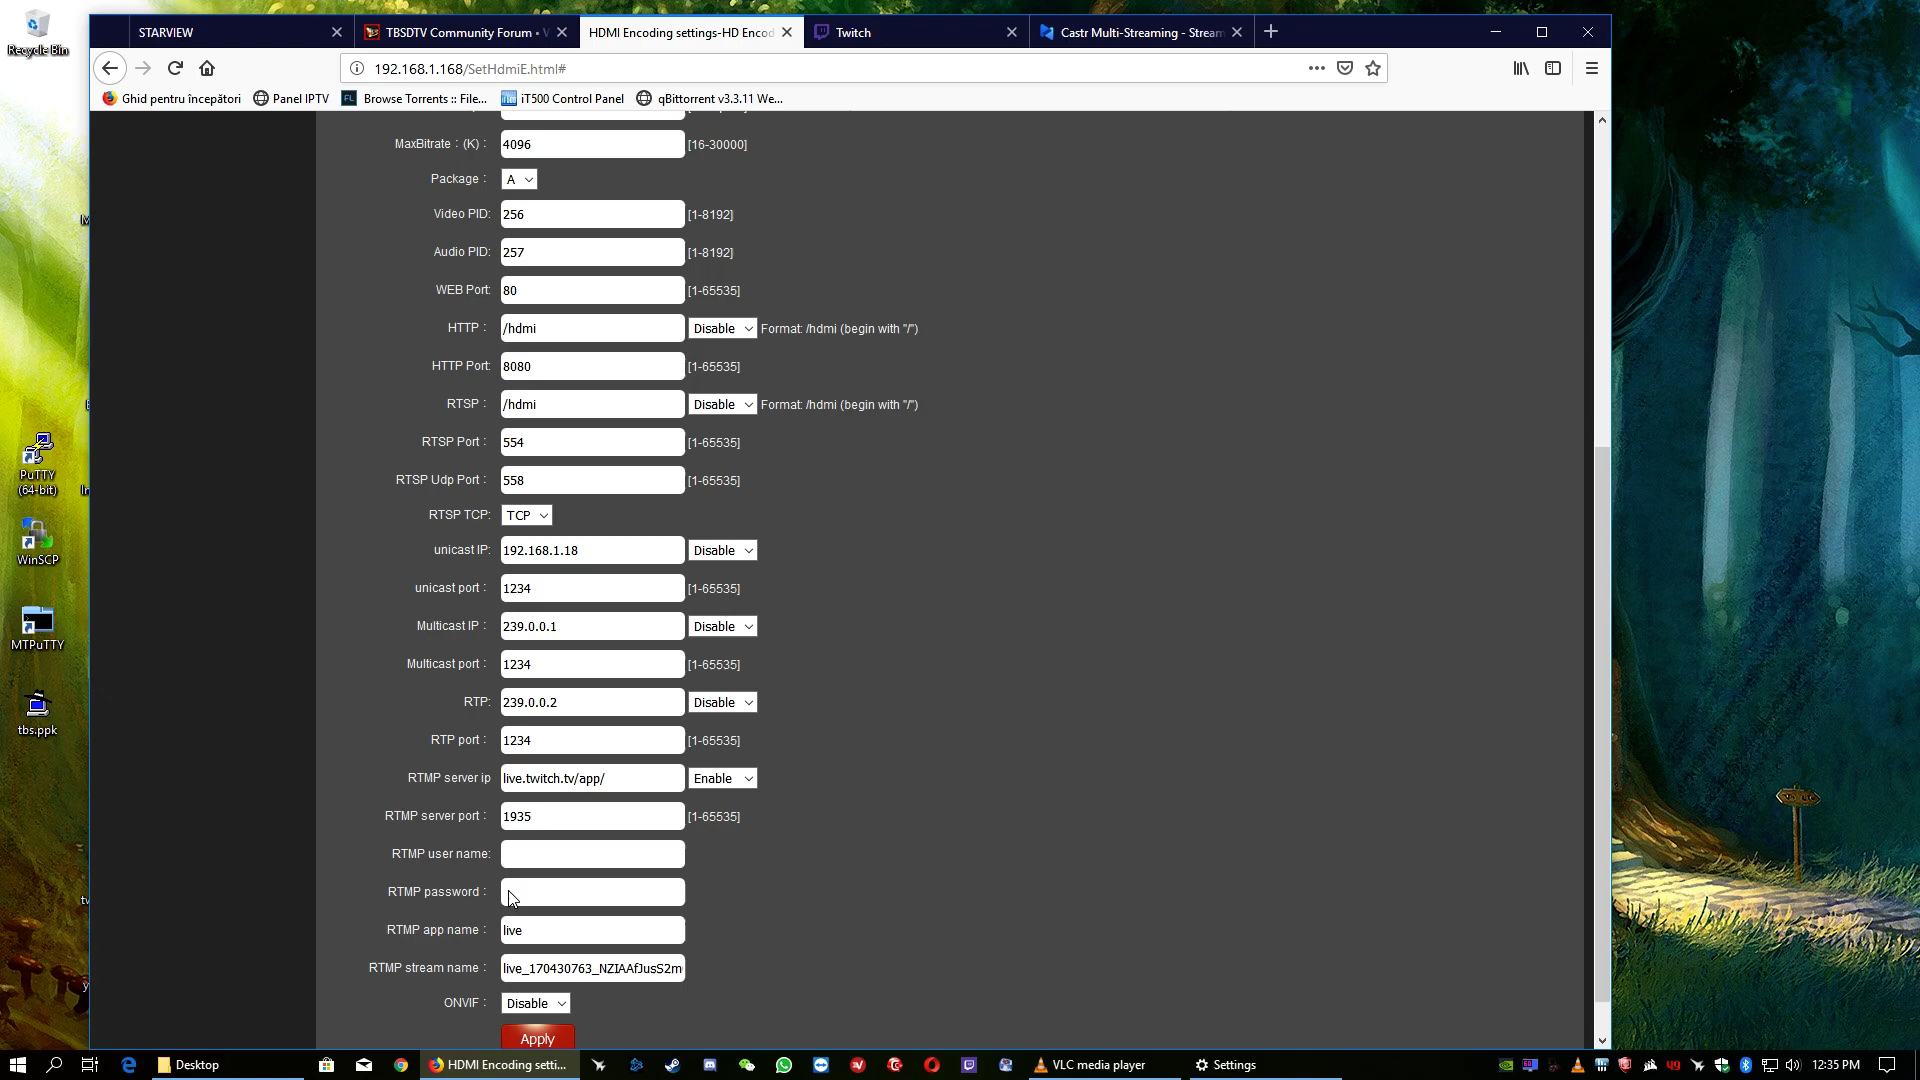 Recycle Bin
STARVIEW
TBSDTV Community Forum •
HDMI Encoding settings-HD Encod
Twitch
Castr Multi-Streaming - Stream
192.168.1.168/SetHdmiE.html#
Ghid pentru începători
Panel IPTV
Browse Torrents :: File...
iT500 Control Panel
qBittorrent v3.3.11 We...
MaxBitrate : (K) : 4096 [16-30000]
Package : A
Video PID: 256 [1-8192]
Audio PID: 257 [1-8192]
WEB Port: 80 [1-65535]
HTTP : /hdmi Disable Format: /hdmi (begin with "/")
HTTP Port: 8080 [1-65535]
RTSP : /hdmi Disable Format: /hdmi (begin with "/")
RTSP Port : 554 [1-65535]
RTSP Udp Port : 558 [1-65535]
RTSP TCP: TCP
unicast IP: 192.168.1.18 Disable
unicast port : 1234 [1-65535]
Multicast IP : 239.0.0.1 Disable
Multicast port : 1234 [1-65535]
RTP: 239.0.0.2 Disable
RTP port : 1234 [1-65535]
RTMP server ip live.twitch.tv/app/ Enable
RTMP server port : 1935 [1-65535]
RTMP user name:
RTMP password :
RTMP app name : live
RTMP stream name : live_170430763_NZIAAfJusS2m
ONVIF : Disable
Apply
PuTTY
(64-bit)
WinSCP
MTPuTTY
tbs.ppk
Desktop
HDMI Encoding setti...
VLC media player
Settings
12:35 PM